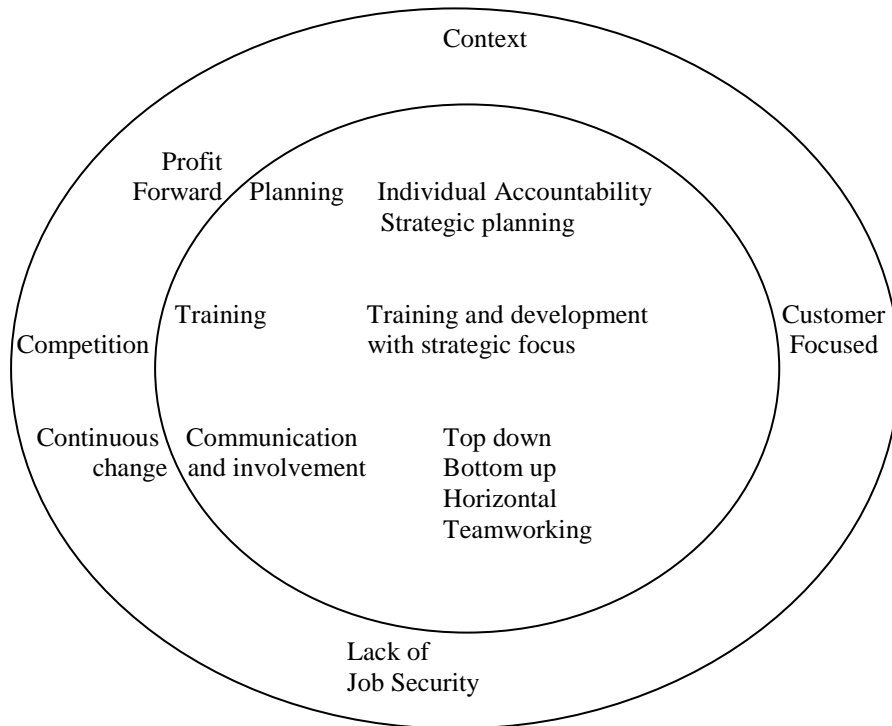 Context
Profit
Forward
Planning
Individual Accountability
Strategic planning
Training
Training and development
with strategic focus
Competition
Customer
Focused
Continuous
change
Communication
and involvement
Top down
Bottom up
Horizontal
Teamworking
Lack of
Job Security